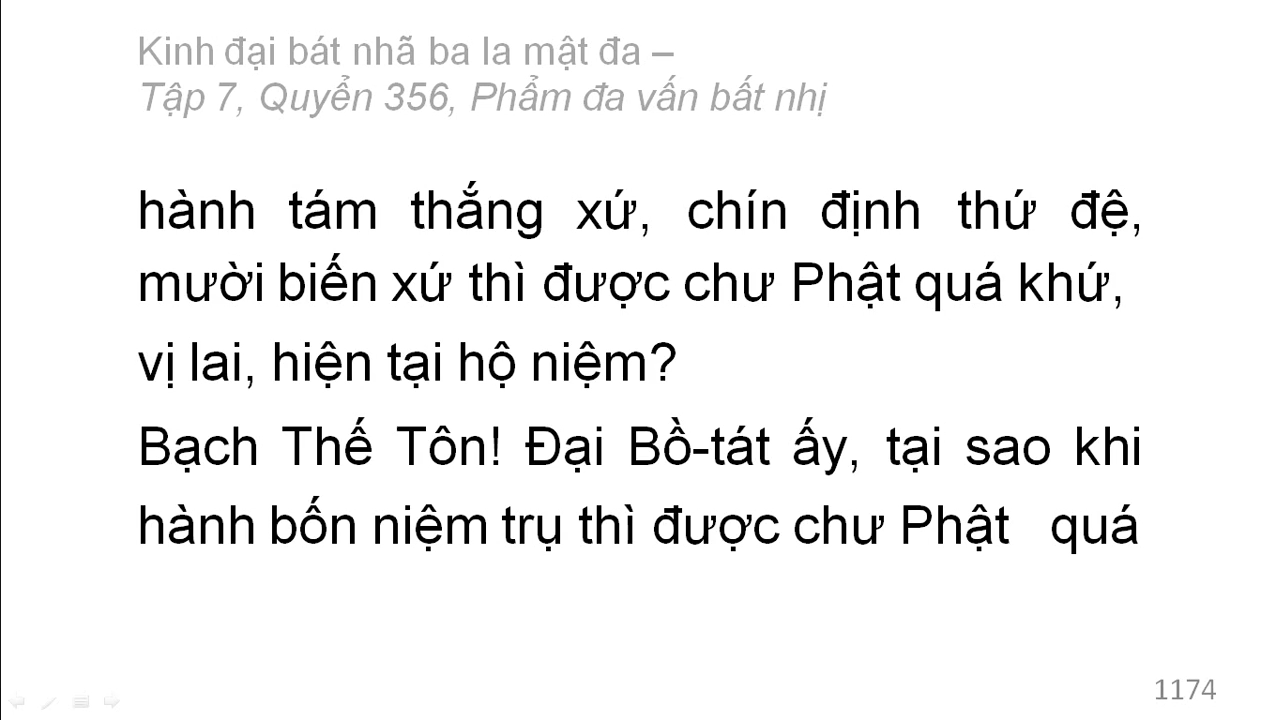 Kinh đại bát nhã ba la mật đa –
Tập 7, Quyển 356, Phẩm đa vấn bất nhị
hành tám thắng xứ, chín định thứ đệ,
mười biến xứ thì được chư Phật quá khứ,
vị lai, hiện tại hộ niệm?
Bạch Thế Tôn! Đại Bồ-tát ấy, tại sao khi
hành bốn niệm trụ thì được chư Phật quá
1174